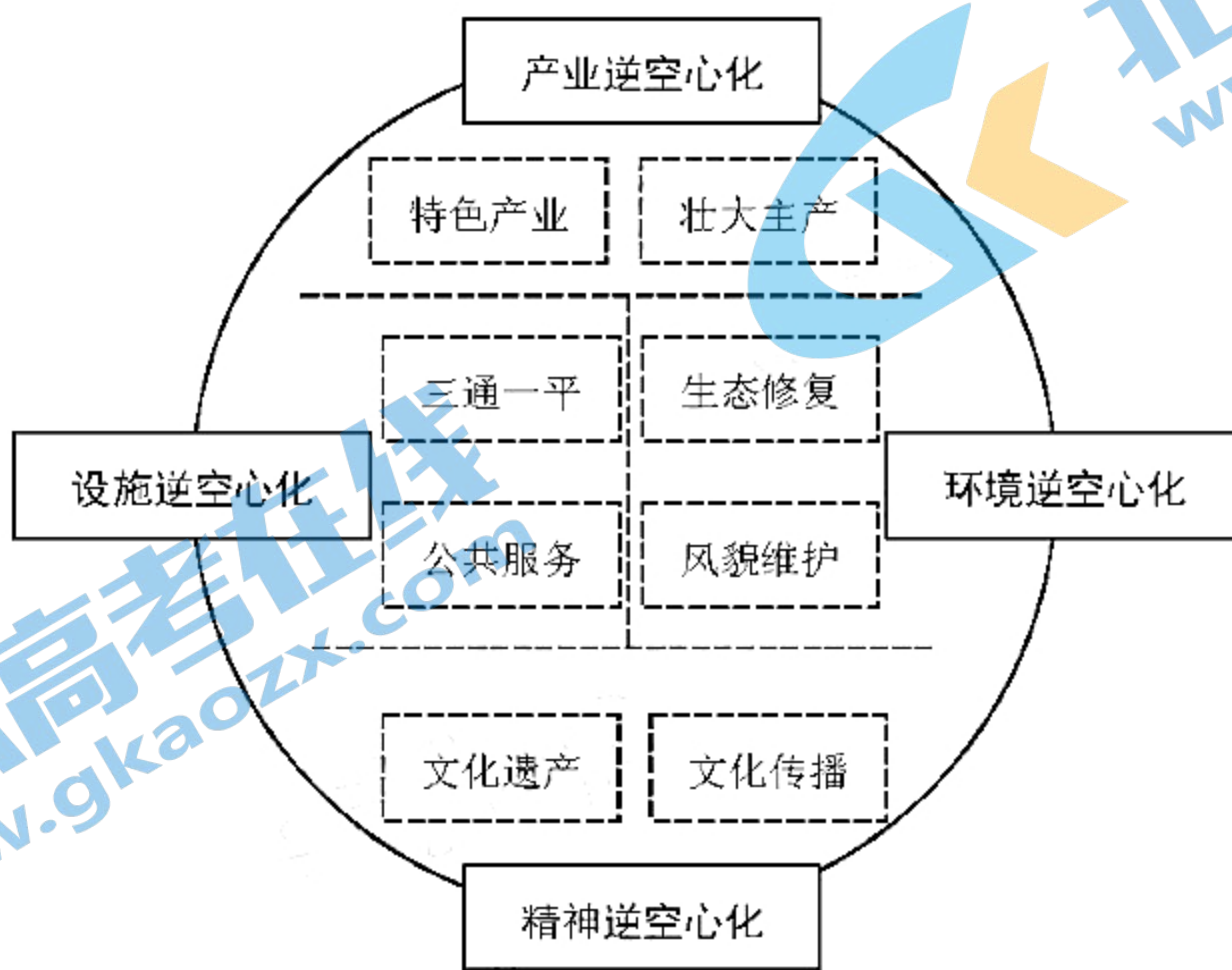 产业逆空心化
特色产业 壮大主产
三通一平 生态修复
设施逆空心化 环境逆空心化
公共服务 风貌维护
文化遗产 文化传播
精神逆空心化
高考在线
www.gkaozx.com
北
w